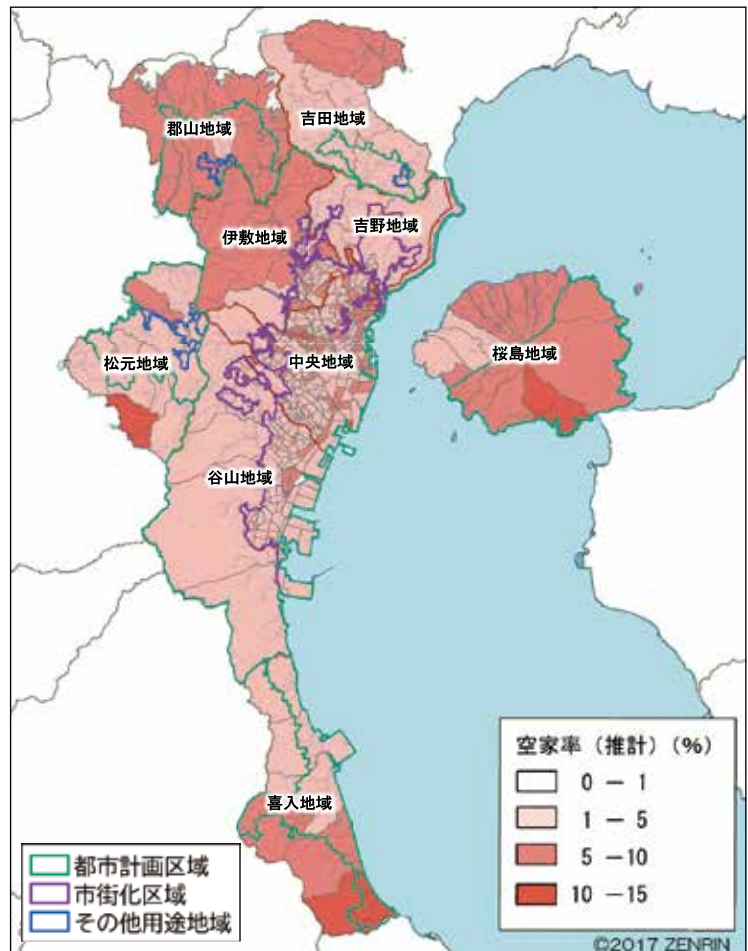 郡山地域
吉田地域
伊敷地域
吉野地域
松元地域
中央地域
桜島地域
谷山地域
喜入地域
空家率（推計）（%）
0 － 1
1 － 5
5 －10
10 －15
都市計画区域
市街化区域
その他用途地域
©2017 ZENRIN